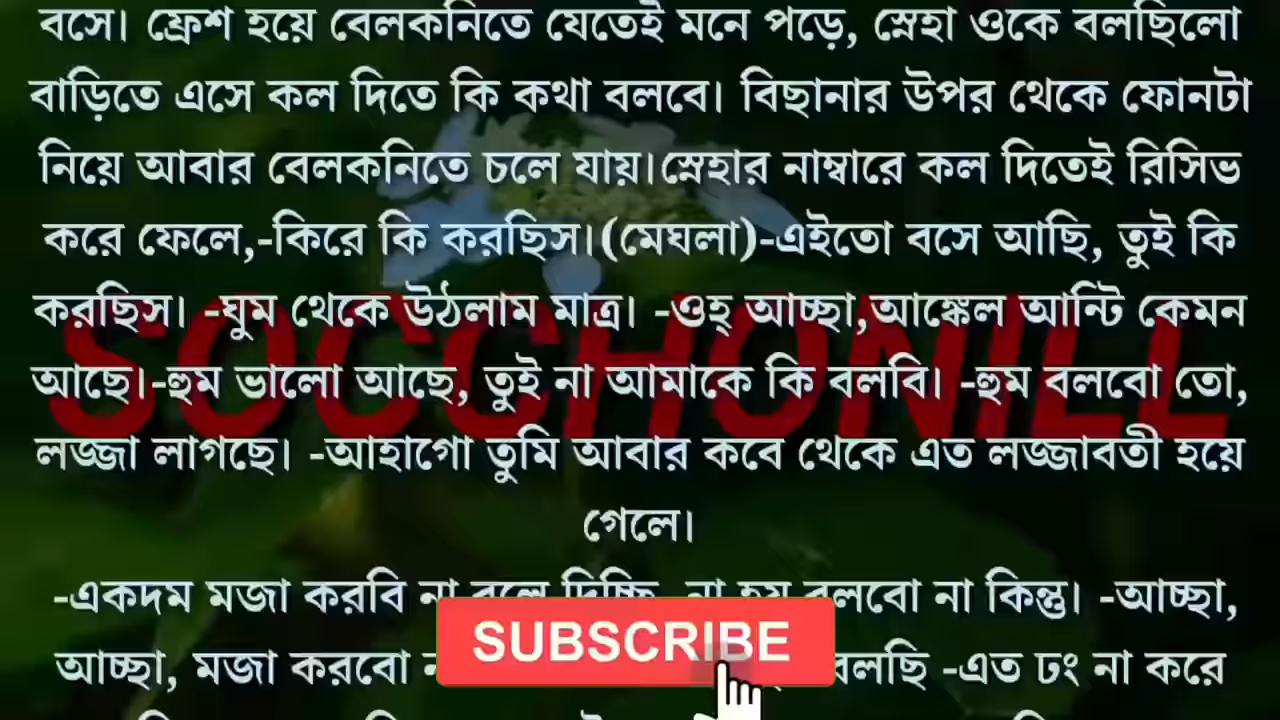 বসে। ফ্রেশ হয়ে বেলকনিতে যেতেই মনে পড়ে, স্নেহা ওকে বলছিলো
বাড়িতে এসে কল দিতে কি কথা বলবে। বিছানার উপর থেকে ফোনটা
নিয়ে আবার বেলকনিতে চলে যায়।স্নেহার নাম্বারে কল দিতেই রিসিভ
করে ফেলে,-কিরে কি করছিস।(মেঘলা)-এইতো বসে আছি, তুই কি
করছিস। -ঘুম থেকে উঠলাম মাত্র। -ওহ্ আচ্ছা,আঙ্কেল আন্টি কেমন
SOCCHONILL
আছে।-হুম ভালো আছে, তুই না আমাকে কি বলবি। -হুম বলবো তো,
লজ্জা লাগছে। -আহাগো তুমি আবার কবে থেকে এত লজ্জাবতী হয়ে
গেলে।
-একদম মজা করবি না বলে দিচ্ছি, না হয় বলবো না কিন্তু। -আচ্ছা,
আচ্ছা, মজা করবো বলছি -এত ঢং না করে
SUBSCRIBE